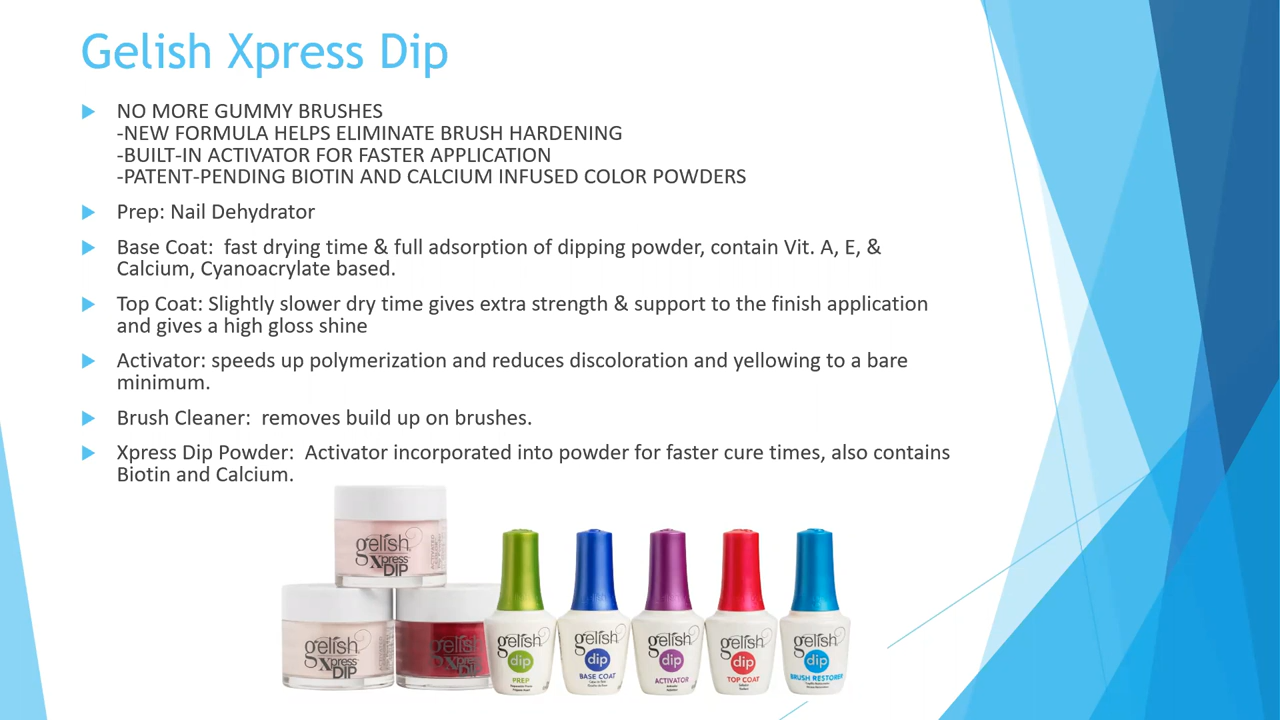 Gelish Xpress Dip
NO MORE GUMMY BRUSHES
-NEW FORMULA HELPS ELIMINATE BRUSH HARDENING
-BUILT-IN ACTIVATOR FOR FASTER APPLICATION
-PATENT-PENDING BIOTIN AND CALCIUM INFUSED COLOR POWDERS
Prep: Nail Dehydrator
Base Coat:  fast drying time & full adsorption of dipping powder, contain Vit. A, E, &
Calcium, Cyanoacrylate based.
Top Coat: Slightly slower dry time gives extra strength & support to the finish application
and gives a high gloss shine
Activator: speeds up polymerization and reduces discoloration and yellowing to a bare
minimum.
Brush Cleaner:  removes build up on brushes.
Xpress Dip Powder:  Activator incorporated into powder for faster cure times, also contains
Biotin and Calcium.
gelish
xpress
DIP
gelish
xpress
DIP
gelish
xpress
DIP
gelish
dip
PREP
gelish
dip
BASE COAT
gelish
dip
ACTIVATOR
gelish
dip
TOP COAT
gelish
dip
BRUSH RESTORER